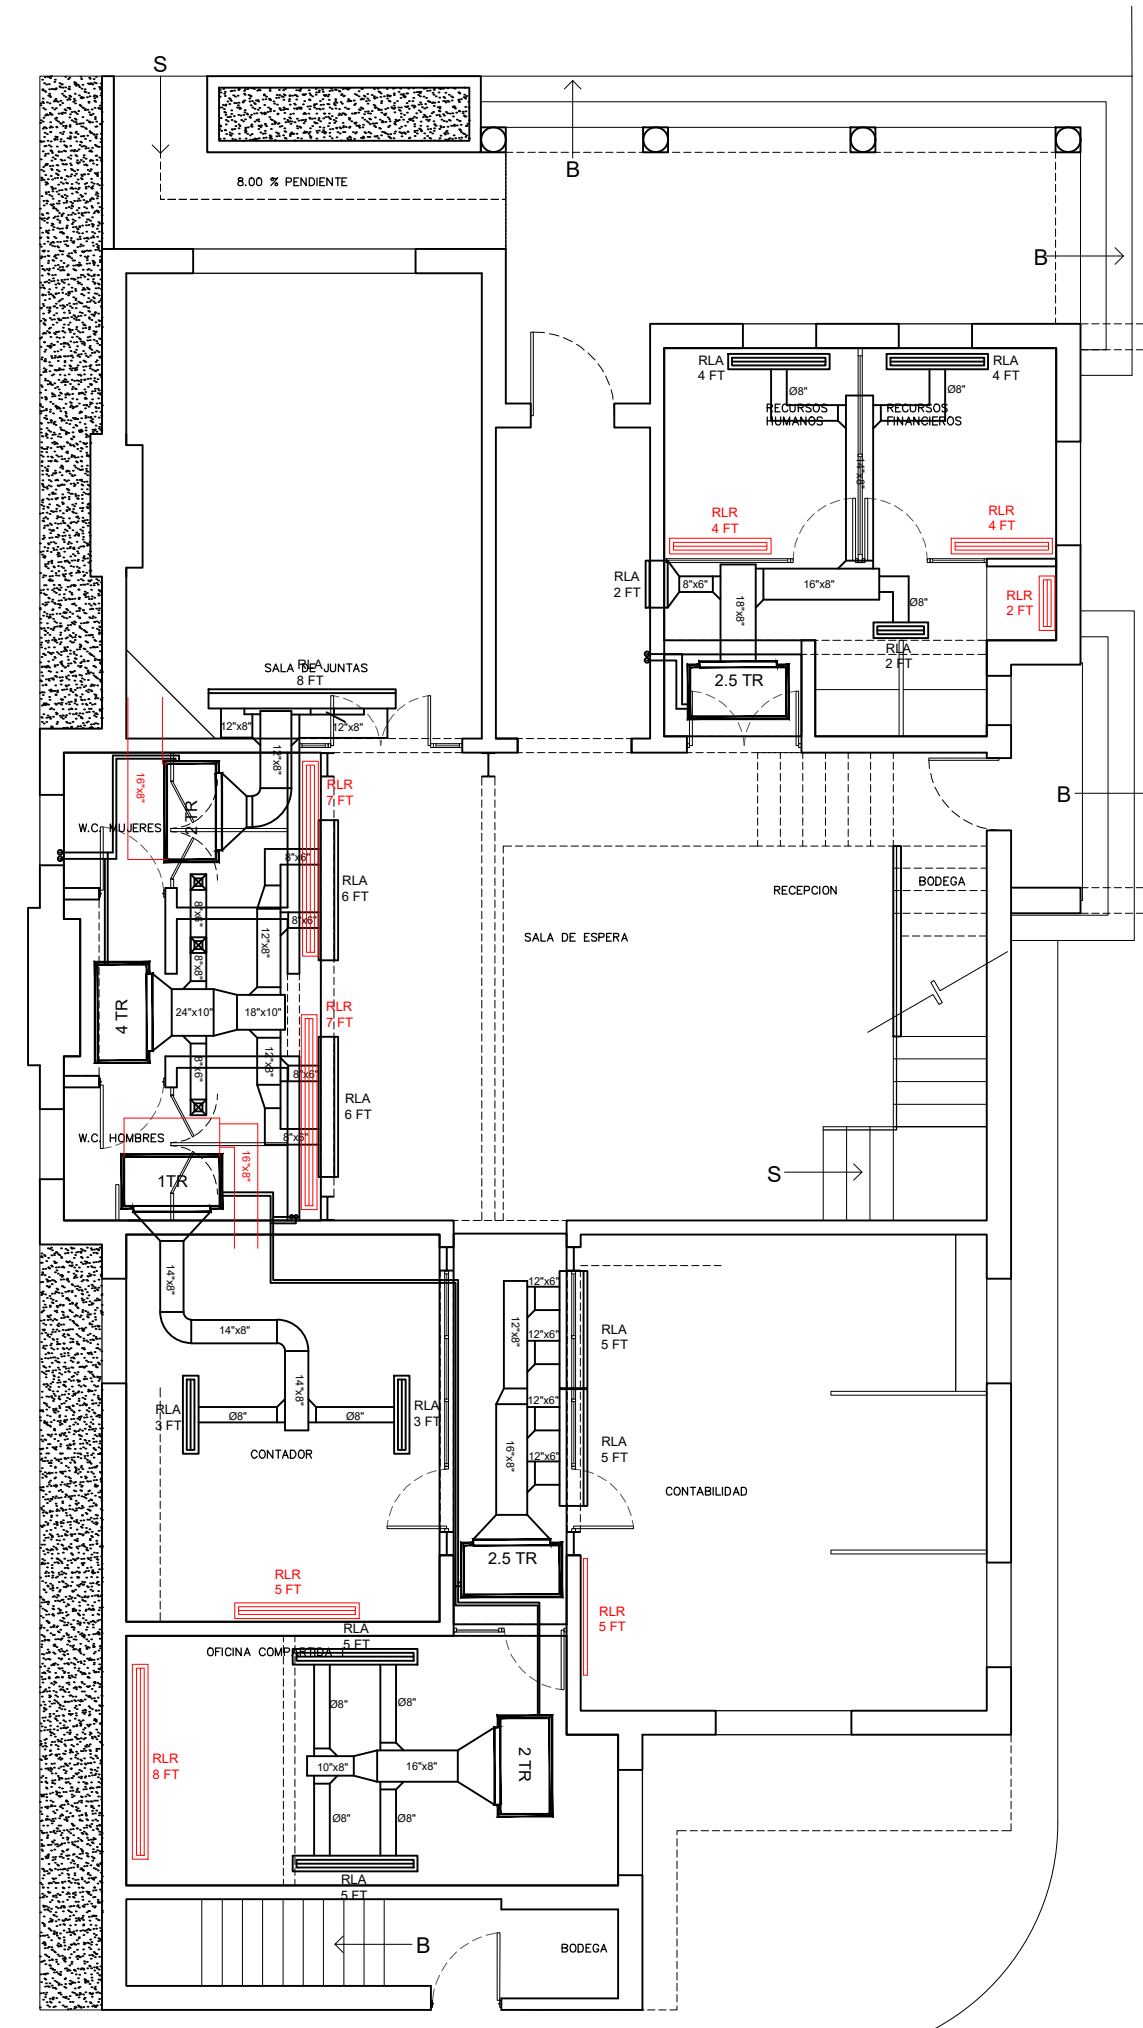 S
B
8.00 % PENDIENTE
B
RLA
4 FT
RLA
4 FT
Ø8"
Ø8"
RECURSOS
HUMANOS
RECURSOS
FINANCIEROS
14"x8"
RLR
4 FT
RLR
4 FT
RLA
2 FT
8"x6"
16"x8"
18"x8"
Ø8"
RLR
2 FT
RLA
2 FT
2.5 TR
SALA DE JUNTAS
RLA
8 FT
12"x8"
12"x8"
12"x8"
16"x8"
RLR
7 FT
2 TR
W.C. MUJERES
8"x6"
RLA
6 FT
8"x6"
8"x6"
12"x8"
8"x8"
B
RECEPCION
BODEGA
SALA DE ESPERA
4 TR
24"x10"
18"x10"
RLR
7 FT
8"x6"
12"x8"
8"x6"
RLA
6 FT
8"x6"
W.C. HOMBRES
16"x8"
1TR
S
14"x8"
14"x8"
14"x8"
12"x6"
12"x8"
12"x6"
RLA
5 FT
12"x6"
16"x8"
12"x6"
RLA
5 FT
RLA
3 FT
Ø8"
Ø8"
RLA
3 FT
CONTADOR
CONTABILIDAD
2.5 TR
RLR
5 FT
RLR
5 FT
RLA
5 FT
OFICINA COMPARTIDA
Ø8"
Ø8"
RLR
8 FT
10"x8"
16"x8"
2 TR
Ø8"
Ø8"
RLA
5 FT
B
BODEGA